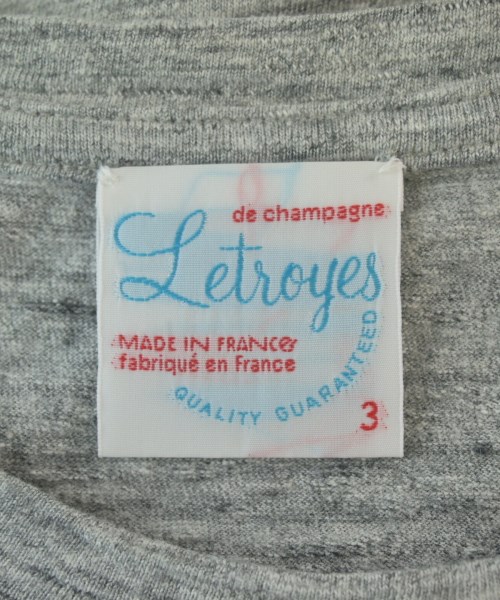 de champagne
Letroyes
MADE IN FRANCE
fabriqué en France
QUALITY GUARANTEED
3